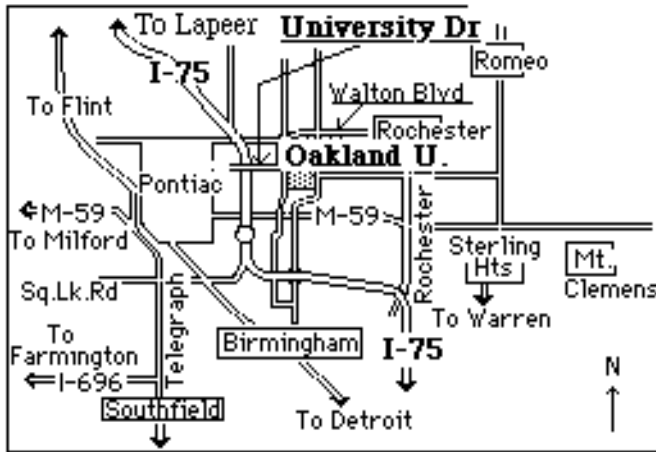 To Lapeer
University Dr
I-75
Romeo
To Flint
Walton Blvd
Rochester
Oakland U.
Pontiac
M-59
M-59
To Milford
Rochester
Sterling
Hts
Mt.
Clemens
Sq.Lk.Rd
Telegraph
To Warren
To
Farmington
Birmingham
I-75
N
I-696
Southfield
To Detroit